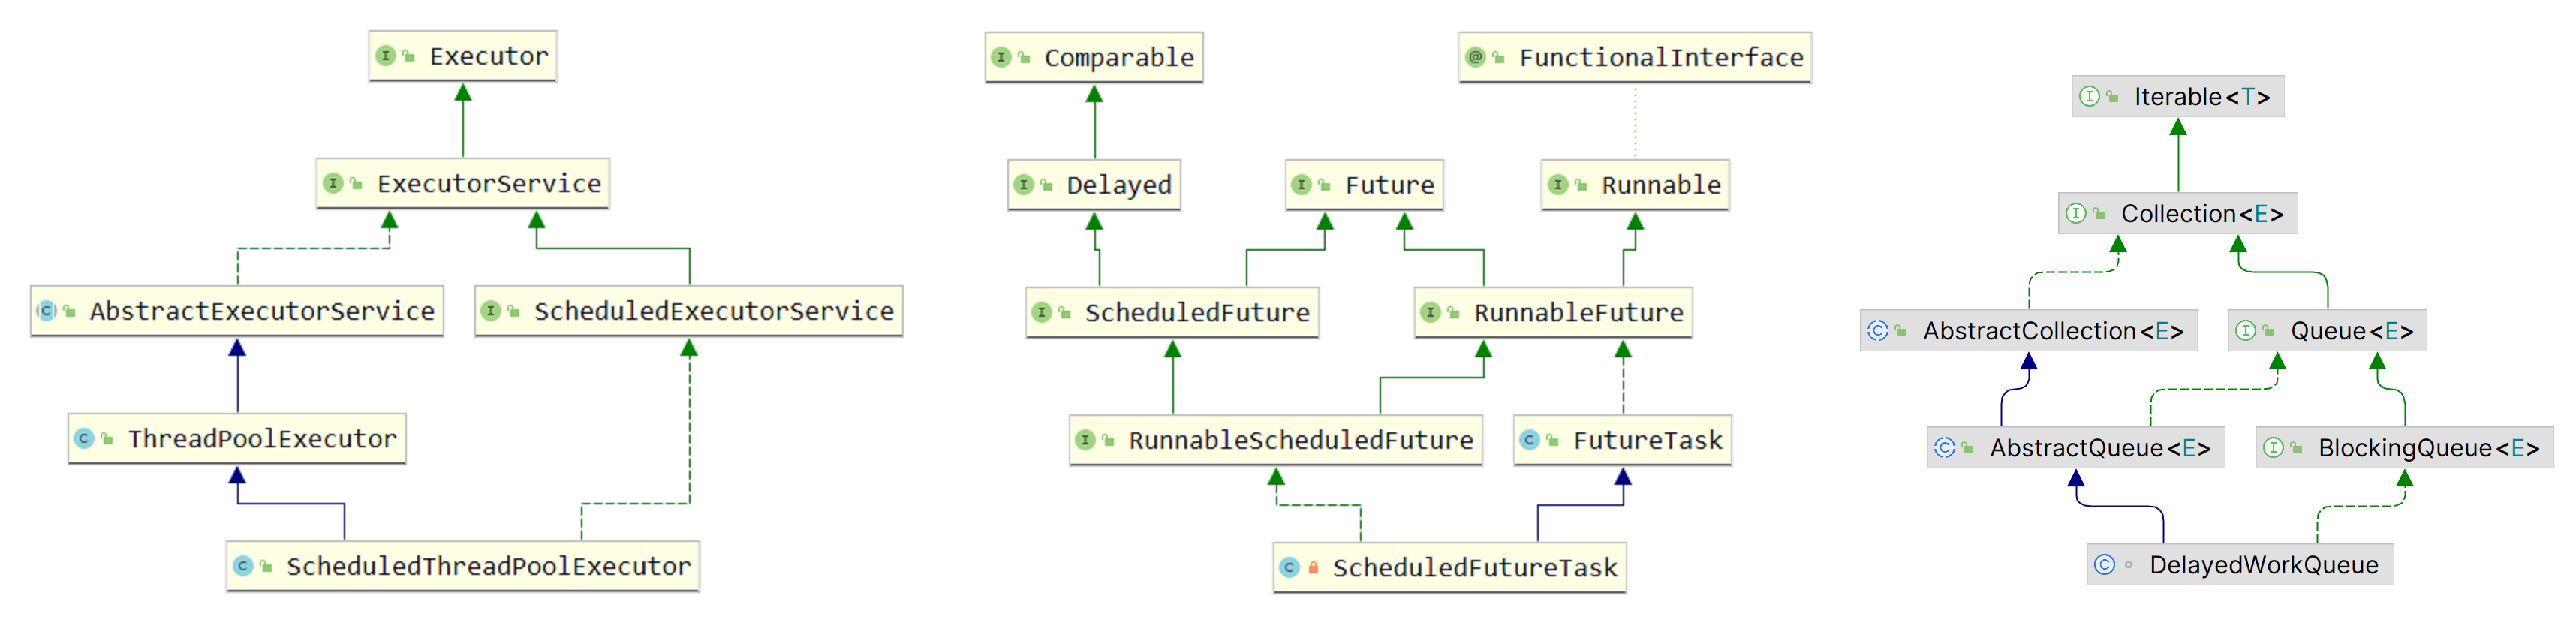 Executor
ExecutorService
AbstractExecutorService
ScheduledExecutorService
ThreadPoolExecutor
ScheduledThreadPoolExecutor
Comparable
FunctionalInterface
Delayed
Future
Runnable
ScheduledFuture
RunnableFuture
RunnableScheduledFuture
FutureTask
ScheduledFutureTask
Iterable<T>
Collection<E>
AbstractCollection<E>
Queue<E>
AbstractQueue<E>
BlockingQueue<E>
DelayedWorkQueue